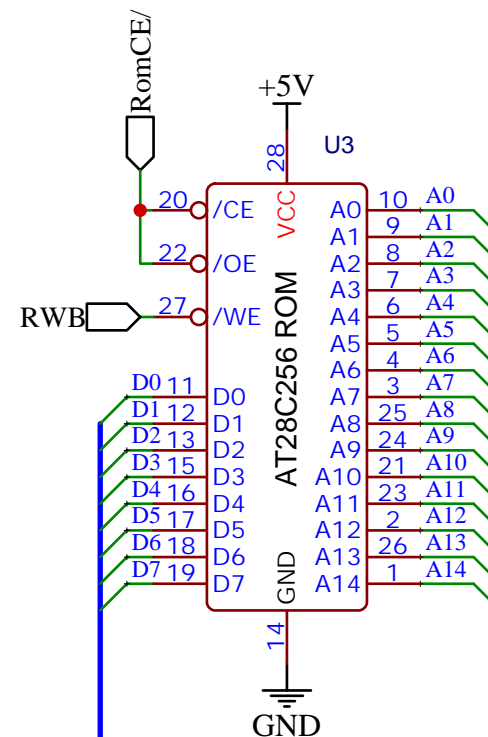 RomCE/
+5V
28
U3
20 /CE VCC A0 10 A0
A1 9 A1
22 /OE A2 8 A2
A3 7 A3
RWB 27 /WE A4 6 A4
A5 5 A5
A6 4 A6
D0 11 D0 A7 3 A7
D1 12 D1 A8 25 A8
D2 13 D2 A9 24 A9
D3 15 D3 A10 21 A10
D4 16 D4 A11 23 A11
D5 17 D5 A12 2 A12
D6 18 D6 A13 26 A13
D7 19 D7 A14 1 A14
AT28C256 ROM
GND
14
GND